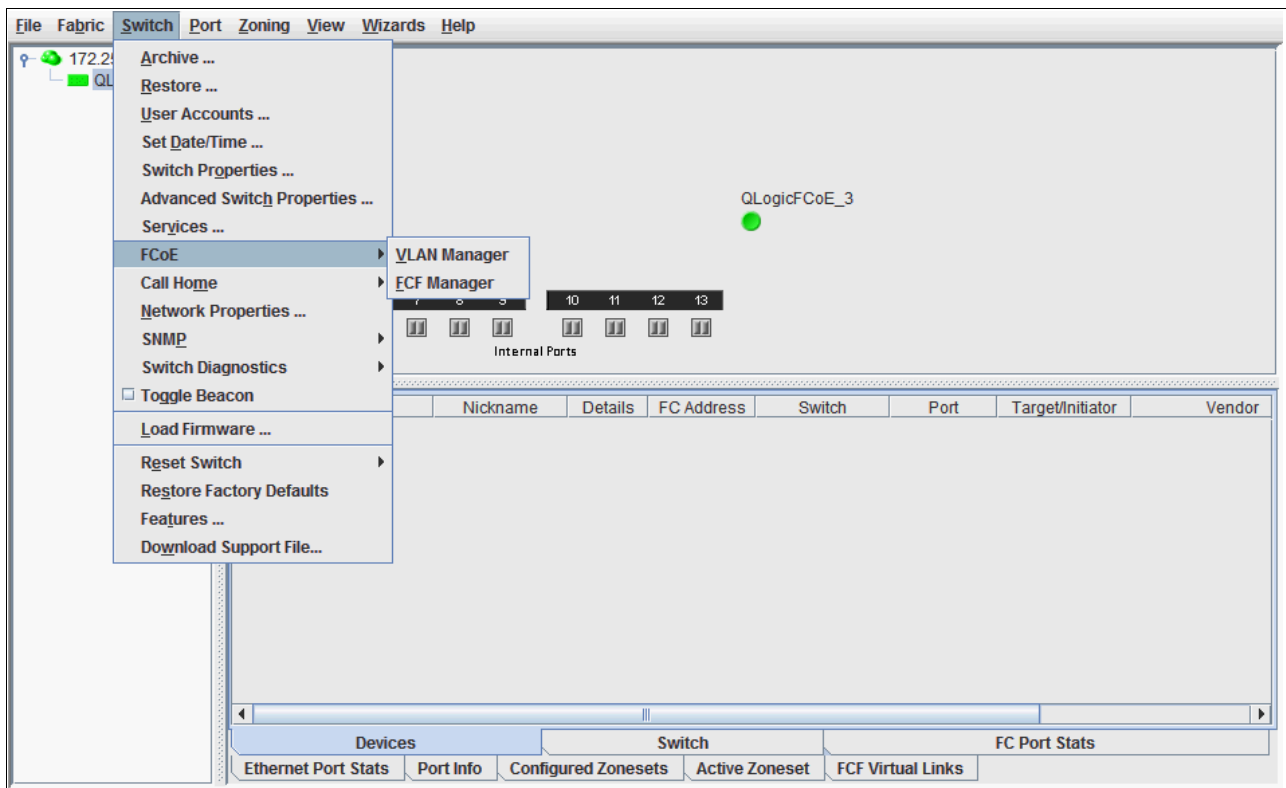 File Fabric Switch Port Zoning View Wizards Help
172.25
QL
Archive ...
Restore ...
User Accounts ...
Set Date/Time ...
Switch Properties ...
Advanced Switch Properties ...
Services ...
FCoE
VLAN Manager
FCF Manager
Call Home
Network Properties ...
SNMP
Switch Diagnostics
Toggle Beacon
Load Firmware ...
Reset Switch
Restore Factory Defaults
Features ...
Download Support File...
QLogicFCoE_3
7 8 9 10 11 12 13
Internal Ports
Nickname Details FC Address Switch Port Target/Initiator Vendor
Devices Switch FC Port Stats
Ethernet Port Stats Port Info Configured Zonesets Active Zoneset FCF Virtual Links